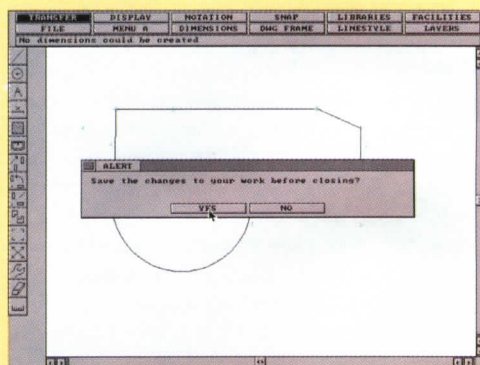 TRANSFER DISPLAY NOTATION SNAP LIBRARIES FACILITIES
FILE MENU A DIMENSIONS DWG FRAME LINESTYLE LAYERS
No dimensions could be created
A
ALERT
Save the changes to your work before closing?
YES NO